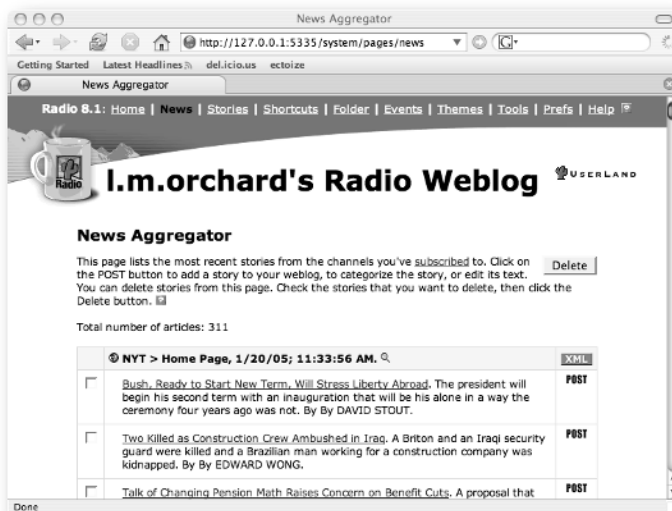 News Aggregator
http://127.0.0.1:5335/system/pages/news
G
Getting Started Latest Headlines del.icio.us ectoize
News Aggregator
Radio 8.1: Home | News | Stories | Shortcuts | Folder | Events | Themes | Tools | Prefs | Help
Radio
l.m.orchard's Radio Weblog
USERLAND
News Aggregator
This page lists the most recent stories from the channels you've subscribed to. Click on
the POST button to add a story to your weblog, to categorize the story, or edit its text.
You can delete stories from this page. Check the stories that you want to delete, then click the
Delete button.
Delete
Total number of articles: 311
NYT > Home Page, 1/20/05; 11:33:56 AM. XML
Bush, Ready to Start New Term, Will Stress Liberty Abroad. The president will POST
begin his second term with an inauguration that will be his alone in a way the
ceremony four years ago was not. By By DAVID STOUT.
Two Killed as Construction Crew Ambushed in Iraq. A Briton and an Iraqi security POST
guard were killed and a Brazilian man working for a construction company was
kidnapped. By By EDWARD WONG.
Talk of Changing Pension Math Raises Concern on Benefit Cuts. A proposal that POST
Done